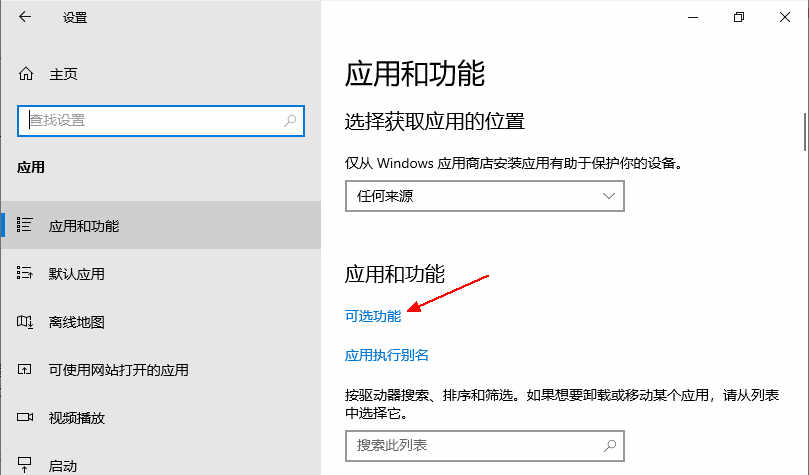 设置
主页
查找设置
应用
应用和功能
默认应用
离线地图
可使用网站打开的应用
视频播放
启动
应用和功能
选择获取应用的位置
仅从 Windows 应用商店安装应用有助于保护你的设备。
任何来源
应用和功能
可选功能
应用执行别名
按驱动器搜索、排序和筛选。如果想要卸载或移动某个应用，请从列表
中选择它。
搜索此列表